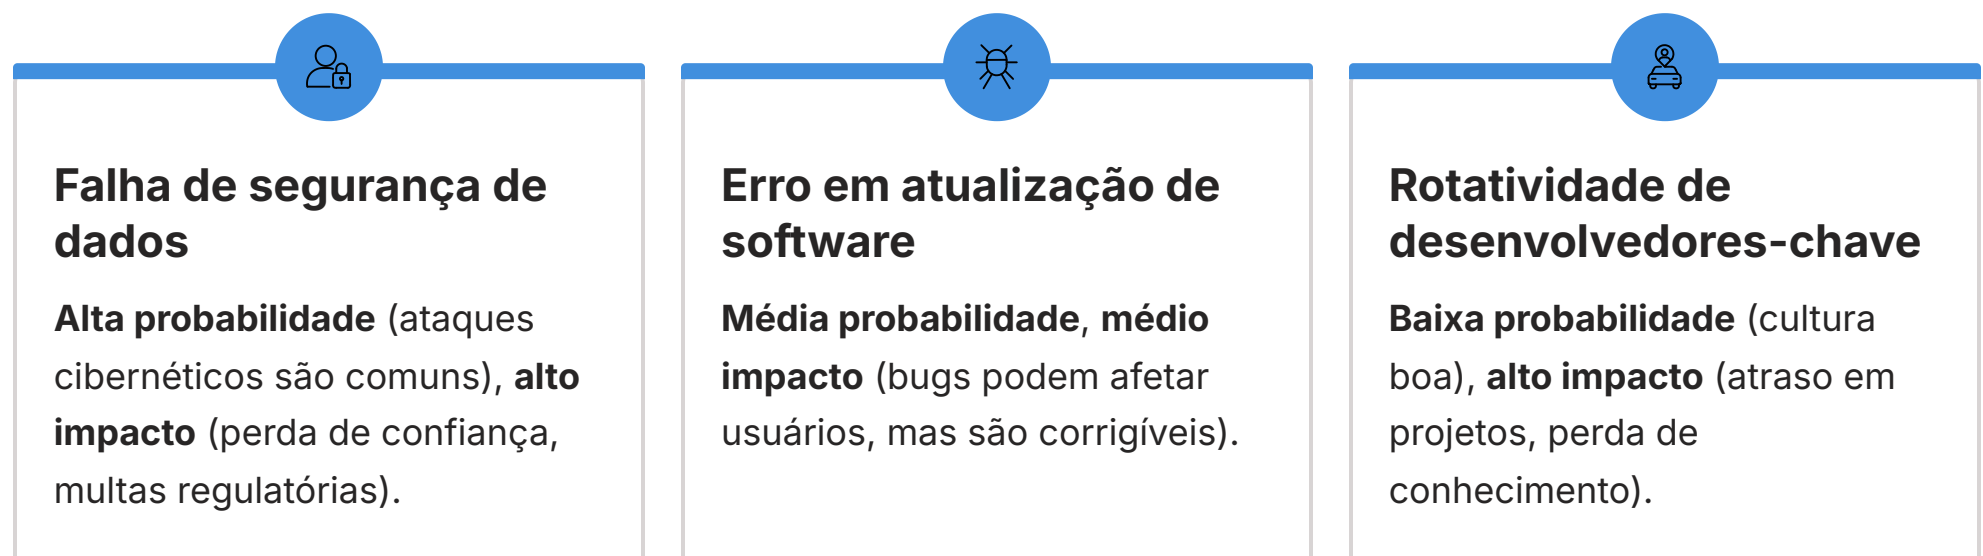 Falha de segurança de
dados
Alta probabilidade (ataques
cibernéticos são comuns), alto
impacto (perda de confiança,
multas regulatórias).
Erro em atualização de
software
Média probabilidade, médio
impacto (bugs podem afetar
usuários, mas são corrigíveis).
Rotatividade de
desenvolvedores-chave
Baixa probabilidade (cultura
boa), alto impacto (atraso em
projetos, perda de
conhecimento).